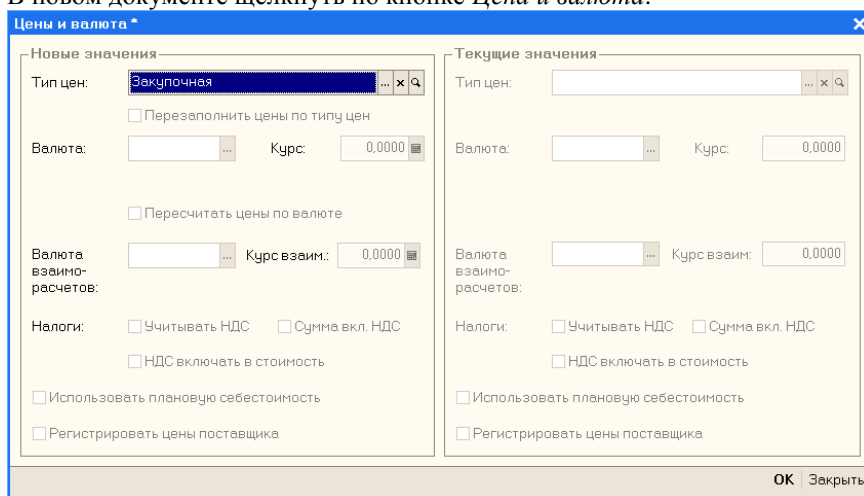 В новом документе щелкнуть по кнопке Цена и валюта.
Цены и валюта *
Новые значения
Текущие значения
Тип цен: Закупочная ... x
Тип цен: ... x
Перезаполнить цены по типу цен
Валюта: ... Курс: 0,0000
Валюта: ... Курс: 0,0000
Пересчитать цены по валюте
Валюта взаимо-расчетов: ... Курс взаим.: 0,0000
Валюта взаимо-расчетов: ... Курс взаим: 0,0000
Налоги: Учитывать НДС Сумма вкл. НДС
Налоги: Учитывать НДС Сумма вкл. НДС
НДС включать в стоимость
НДС включать в стоимость
Использовать плановую себестоимость
Использовать плановую себестоимость
Регистрировать цены поставщика
Регистрировать цены поставщика
OK Закрыть